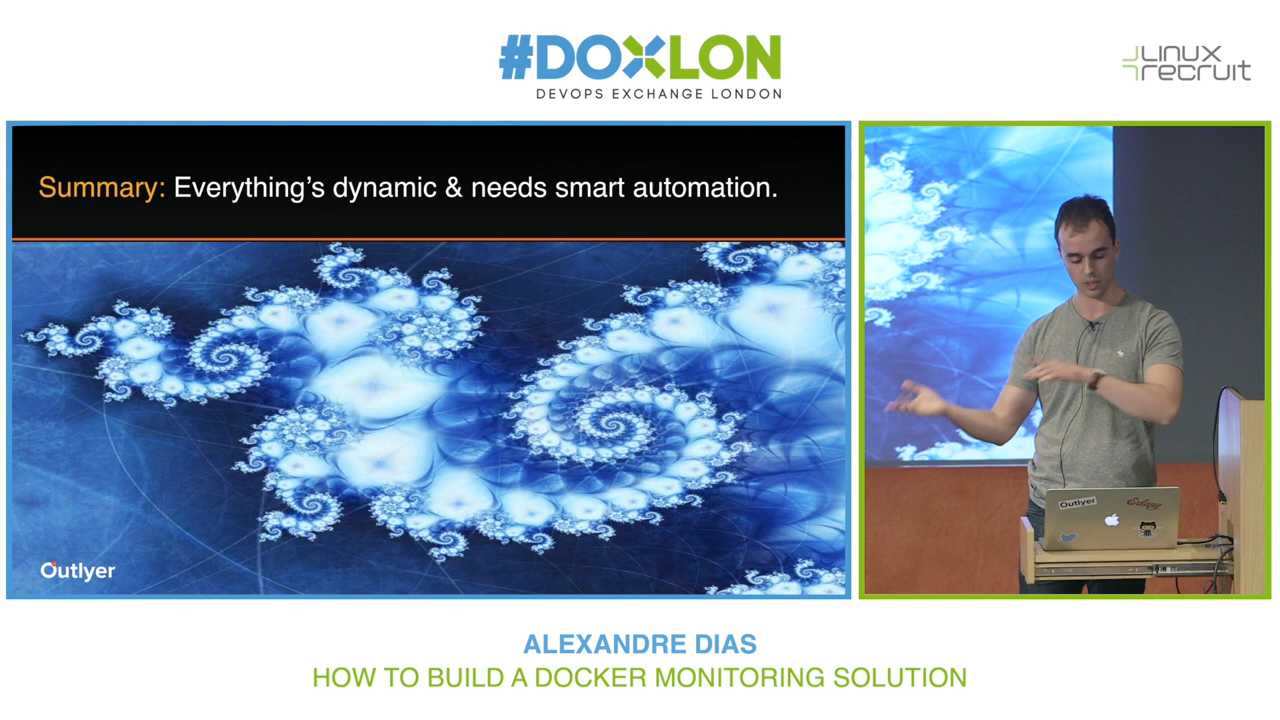 #DOXLON
DEVOPS EXCHANGE LONDON
LINUX
recruit
Summary: Everything's dynamic & needs smart automation.
Outlyer
Outlyer
Erlang
ALEXANDRE DIAS
HOW TO BUILD A DOCKER MONITORING SOLUTION